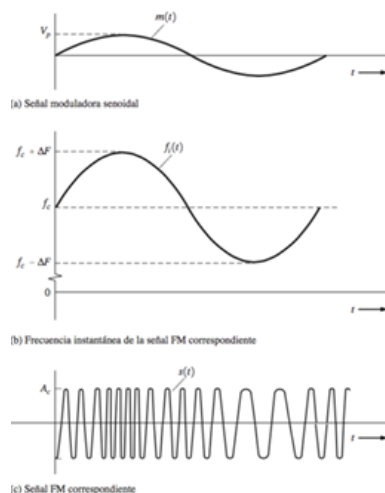 V_p
m(t)
t
(a) Señal moduladora senoidal
f_c + ΔF
f_i(t)
f_c
f_c − ΔF
0
t
(b) Frecuencia instantánea de la señal FM correspondiente
A_c
s(t)
t
(c) Señal FM correspondiente